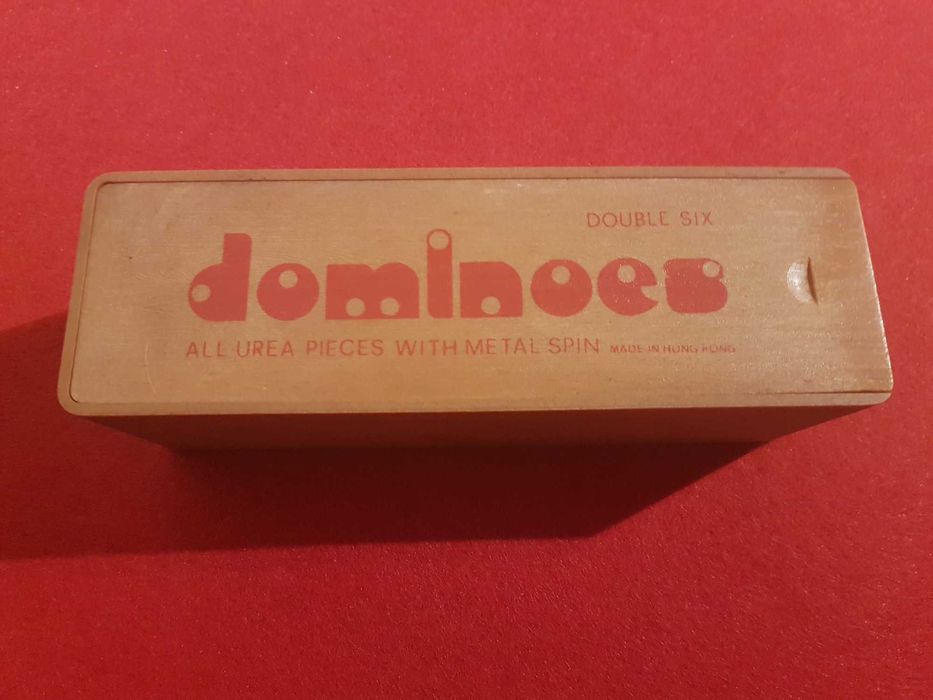 DOUBLE SIX
dominoes
ALL UREA PIECES WITH METAL SPIN MADE IN HONG KONG